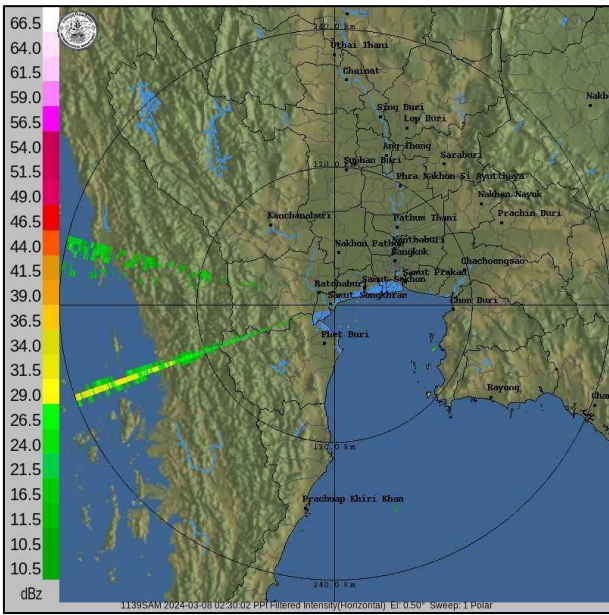 66.5
64.0
61.5
59.0
56.5
54.0
51.5
49.0
46.5
44.0
41.5
39.0
36.5
34.0
31.5
29.0
26.5
24.0
21.5
16.5
11.5
10.5
10.5
dBz
240.0 km
Uthai Thani
Chainat
Sing Buri
Lop Buri
Ang Thong
Saraburi
120.0 km
Suphan Buri
Phra Nakhon Si Ayutthaya
Nakhon Nayok
Kanchanaburi
Pathum Thani
Prachin Buri
Nonthaburi
Nakhon Pathom
Bangkok
Chachoengsao
Samut Prakan
Samut Sakhon
Ratchaburi
Samut Songkhram
Chon Buri
Phet Buri
Rayong
120.0 km
Prachuap Khiri Khan
240.0 km
1139SAM 2024-03-08 02:30:02 PPI Filtered Intensity(Horizontal) El: 0.50° Sweep: 1 Polar